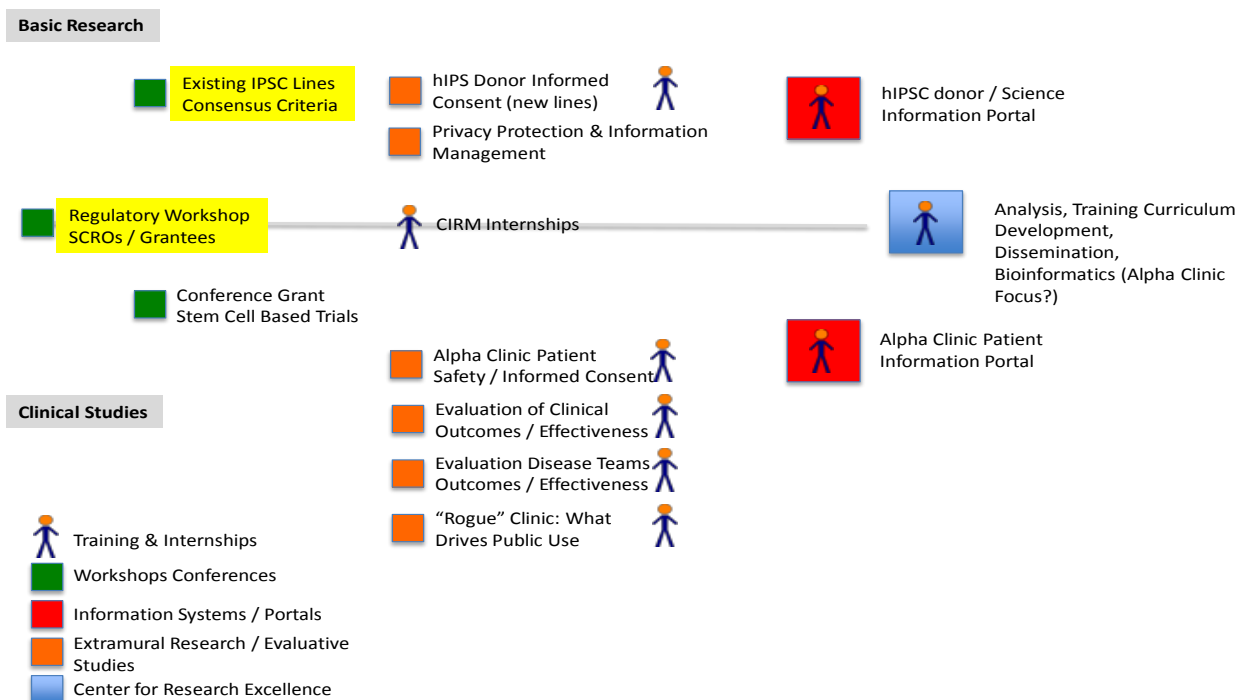 Basic Research
Existing IPSC Lines
Consensus Criteria
hIPS Donor Informed
Consent (new lines)
Privacy Protection & Information
Management
hIPSC donor / Science
Information Portal
Regulatory Workshop
SCROs / Grantees
CIRM Internships
Analysis, Training Curriculum
Development,
Dissemination,
Bioinformatics (Alpha Clinic
Focus?)
Conference Grant
Stem Cell Based Trials
Alpha Clinic Patient
Safety / Informed Consent
Alpha Clinic Patient
Information Portal
Clinical Studies
Evaluation of Clinical
Outcomes / Effectiveness
Evaluation Disease Teams
Outcomes / Effectiveness
“Rogue” Clinic: What
Drives Public Use
Training & Internships
Workshops Conferences
Information Systems / Portals
Extramural Research / Evaluative
Studies
Center for Research Excellence